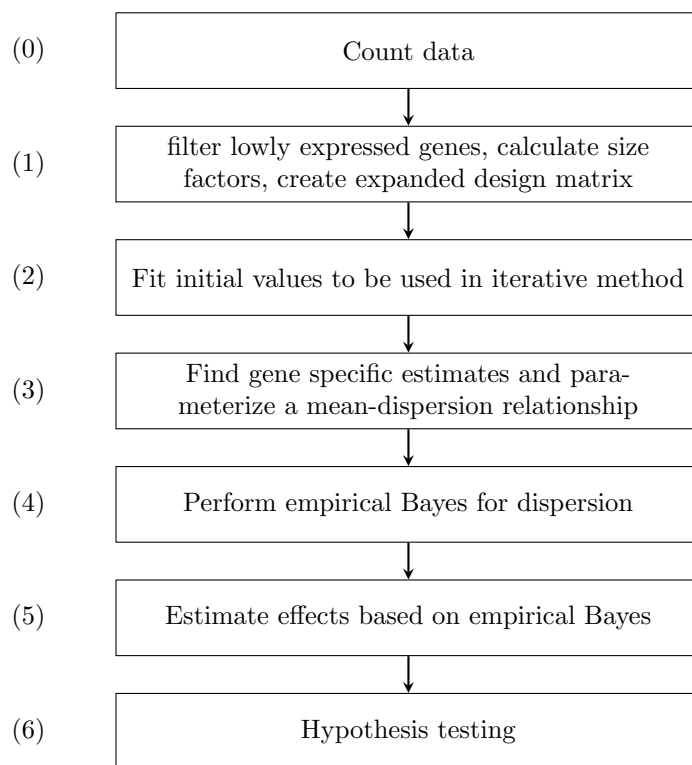 (0)
Count data
(1)
filter lowly expressed genes, calculate size
factors, create expanded design matrix
(2)
Fit initial values to be used in iterative method
(3)
Find gene specific estimates and para-
meterize a mean-dispersion relationship
(4)
Perform empirical Bayes for dispersion
(5)
Estimate effects based on empirical Bayes
(6)
Hypothesis testing